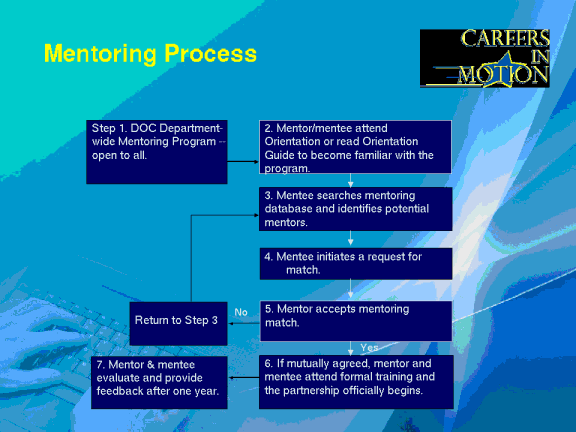 Mentoring Process
CAREERS
IN
MOTION
Step 1. DOC Department-
wide Mentoring Program –
open to all.
2. Mentor/mentee attend
Orientation or read Orientation
Guide to become familiar with the
program.
3. Mentee searches mentoring
database and identifies potential
mentors.
4. Mentee initiates a request for
match.
5. Mentor accepts mentoring
match.
No
Return to Step 3
Yes
6. If mutually agreed, mentor and
mentee attend formal training and
the partnership officially begins.
7. Mentor & mentee
evaluate and provide
feedback after one year.